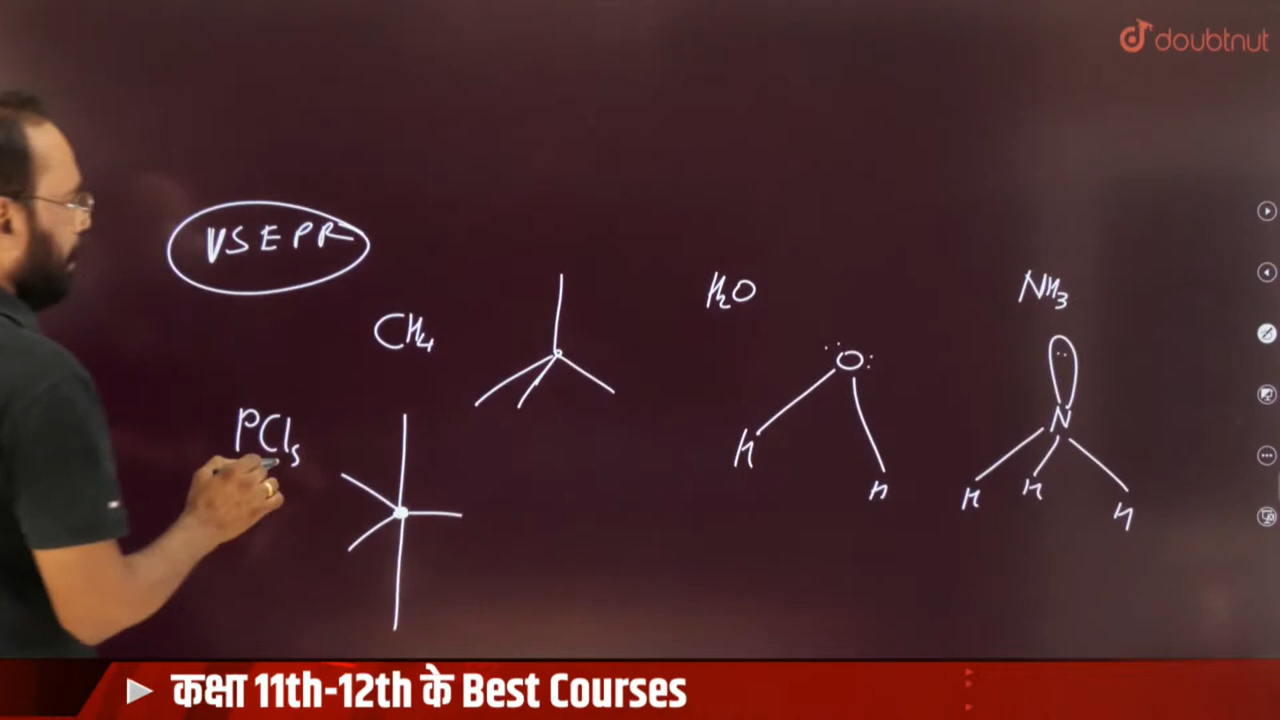 doubtnut
VSEPR
CH4
H2O
NH3
PCl5
O
H
H
N
H
H
H
कक्षा 11th-12th के Best Courses